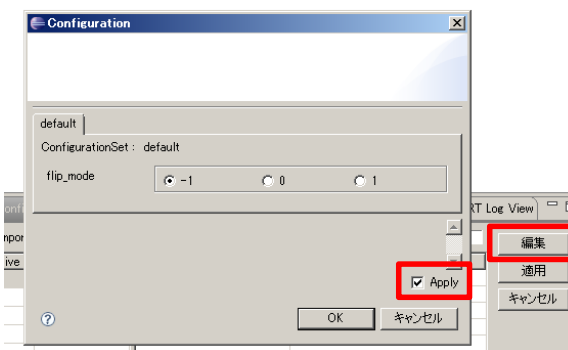 Configuration
default
ConfigurationSet : default
flip_mode
-1
0
1
RT Log View
編集
ive
適用
Apply
キャンセル
OK
キャンセル